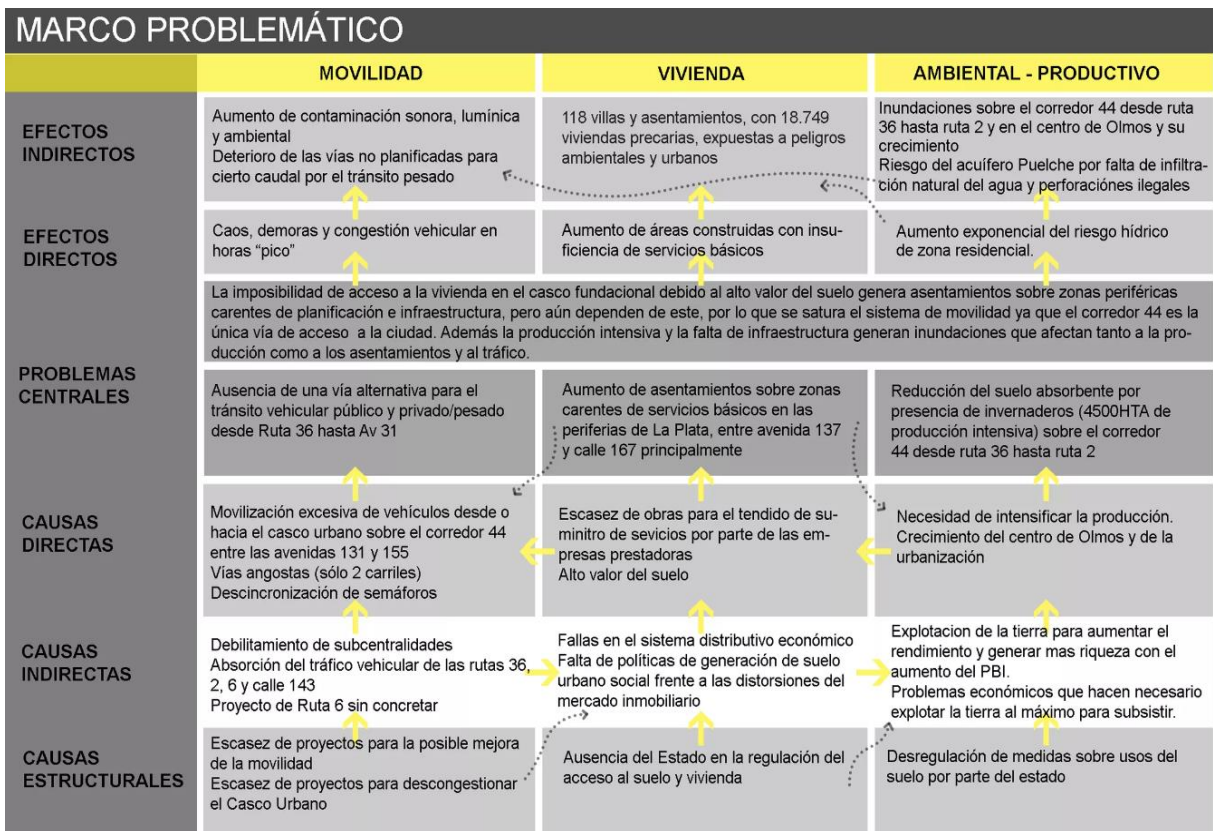 MARCO PROBLEMÁTICO
MOVILIDAD
VIVIENDA
AMBIENTAL - PRODUCTIVO
EFECTOS
INDIRECTOS
Aumento de contaminación sonora, lumínica
y ambiental
Deterioro de las vías no planificadas para
cierto caudal por el tránsito pesado
118 villas y asentamientos, con 18.749
viviendas precarias, expuestas a peligros
ambientales y urbanos
Inundaciones sobre el corredor 44 desde ruta
36 hasta ruta 2 y en el centro de Olmos y su
crecimiento
Riesgo del acuífero Puelche por falta de infiltra-
ción natural del agua y perforaciónes ilegales
EFECTOS
DIRECTOS
Caos, demoras y congestión vehicular en
horas “pico”
Aumento de áreas construidas con insu-
ficiencia de servicios básicos
Aumento exponencial del riesgo hídrico
de zona residencial.
PROBLEMAS
CENTRALES
La imposibilidad de acceso a la vivienda en el casco fundacional debido al alto valor del suelo genera asentamientos sobre zonas periféricas
carentes de planificación e infraestructura, pero aún dependen de este, por lo que se satura el sistema de movilidad ya que el corredor 44 es la
única vía de acceso a la ciudad. Además la producción intensiva y la falta de infraestructura generan inundaciones que afectan tanto a la pro-
ducción como a los asentamientos y al tráfico.
Ausencia de una vía alternativa para el
tránsito vehicular público y privado/pesado
desde Ruta 36 hasta Av 31
Aumento de asentamientos sobre zonas
carentes de servicios básicos en las
periferias de La Plata, entre avenida 137
y calle 167 principalmente
Reducción del suelo absorbente por
presencia de invernaderos (4500HTA de
producción intensiva) sobre el corredor
44 desde ruta 36 hasta ruta 2
CAUSAS
DIRECTAS
Movilización excesiva de vehículos desde o
hacia el casco urbano sobre el corredor 44
entre las avenidas 131 y 155
Vías angostas (sólo 2 carriles)
Descincronización de semáforos
Escasez de obras para el tendido de su-
minitro de sevicios por parte de las em-
presas prestadoras
Alto valor del suelo
Necesidad de intensificar la producción.
Crecimiento del centro de Olmos y de la
urbanización
CAUSAS
INDIRECTAS
Debilitamiento de subcentralidades
Absorción del tráfico vehicular de las rutas 36,
2, 6 y calle 143
Proyecto de Ruta 6 sin concretar
Fallas en el sistema distributivo económico
Falta de políticas de generación de suelo
urbano social frente a las distorsiones del
mercado inmobiliario
Explotacion de la tierra para aumentar el
rendimiento y generar mas riqueza con el
aumento del PBI.
Problemas económicos que hacen necesario
explotar la tierra al máximo para subsistir.
CAUSAS
ESTRUCTURALES
Escasez de proyectos para la posible mejora
de la movilidad
Escasez de proyectos para descongestionar
el Casco Urbano
Ausencia del Estado en la regulación del
acceso al suelo y vivienda
Desregulación de medidas sobre usos del
suelo por parte del estado